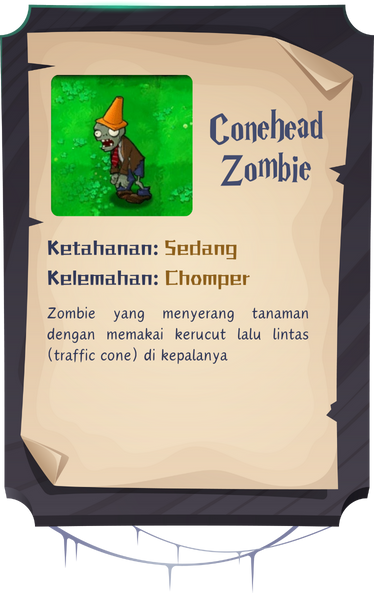 Conehead
Zombie
Ketahanan: Sedang
Kelemahan: Chomper
Zombie yang menyerang tanaman
dengan memakai kerucut lalu lintas
(traffic cone) di kepalanya